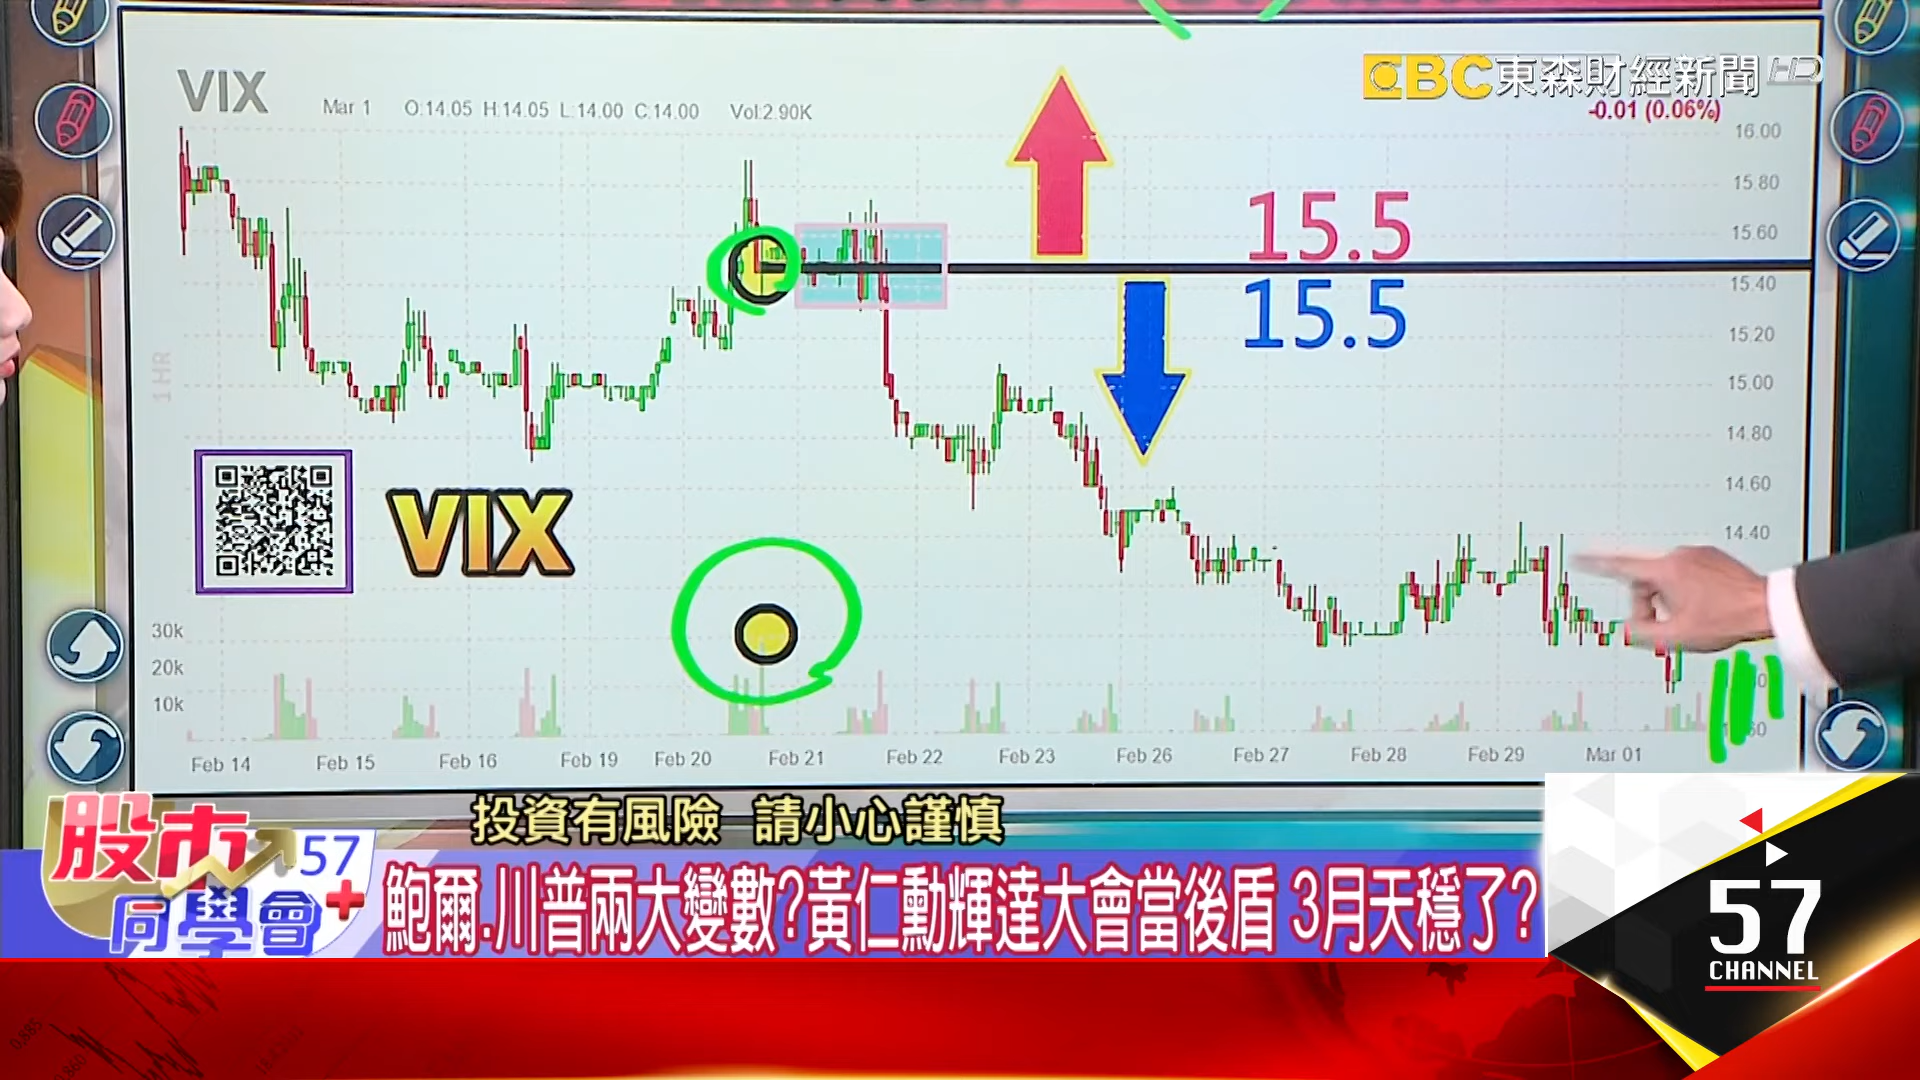 EBC 東森財經新聞 HD
VIX
Mar 1 O:14.05 H:14.05 L:14.00 C:14.00 Vol:2.90K
-0.01 (0.06%)
16.00
15.80
15.60
15.40
15.20
15.00
14.80
14.60
14.40
15.5
15.5
1HR
VIX
30k
20k
10k
Feb 14 Feb 15 Feb 16 Feb 19 Feb 20 Feb 21 Feb 22 Feb 23 Feb 26 Feb 27 Feb 28 Feb 29 Mar 01
投資有風險 請小心謹慎
股市 57
同學會+
鮑爾.川普兩大變數?黃仁勳輝達大會當後盾 3月天穩了?
57
CHANNEL